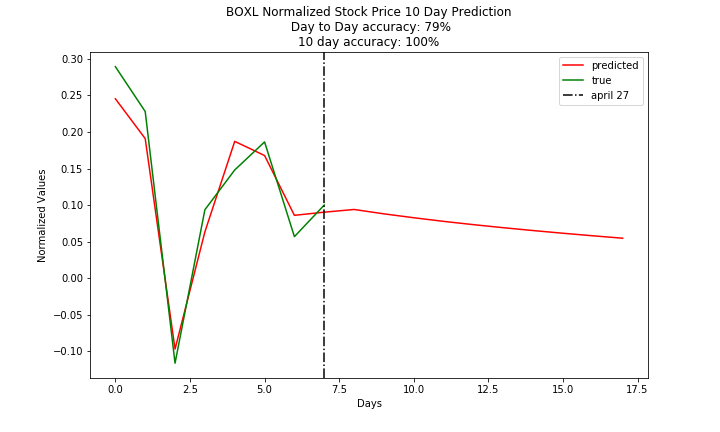 BOXL Normalized Stock Price 10 Day Prediction
Day to Day accuracy: 79%
10 day accuracy: 100%
predicted
true
april 27
Normalized Values
0.30
0.25
0.20
0.15
0.10
0.05
0.00
−0.05
−0.10
0.0 2.5 5.0 7.5 10.0 12.5 15.0 17.5
Days